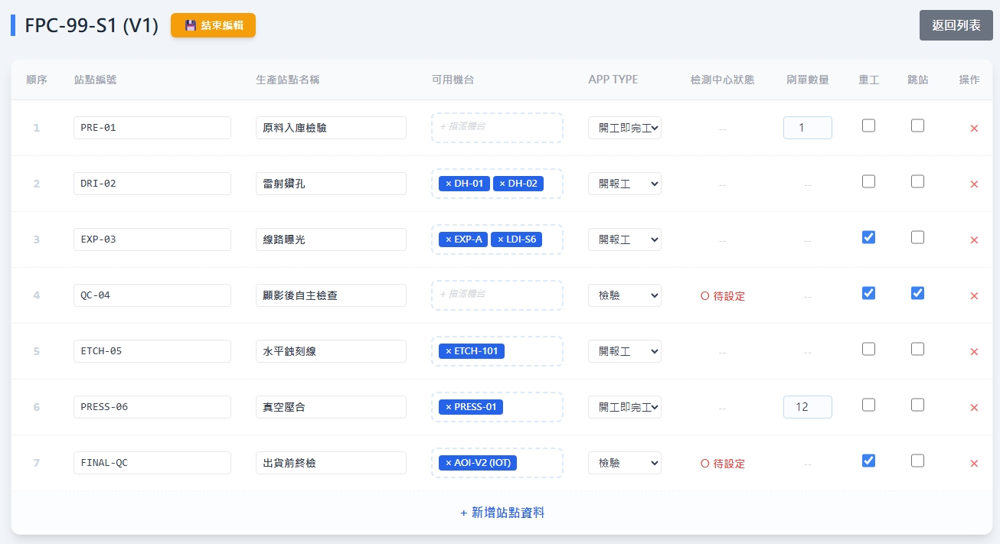 FPC-99-S1 (V1) 💾 結束編輯 返回列表
順序 站點編號 生產站點名稱 可用機台 APP TYPE 檢測中心狀態 刷單數量 重工 跳站 操作
1 PRE-01 原料入庫檢驗 + 指派機台 開工即完工 -- 1 ✕
2 DRI-02 雷射鑽孔 × DH-01 × DH-02 開報工 -- -- ✕
3 EXP-03 線路曝光 × EXP-A × LDI-S6 開報工 -- -- ✕
4 QC-04 顯影後自主檢查 + 指派機台 檢驗 ⭕ 待設定 -- ✕
5 ETCH-05 水平蝕刻線 × ETCH-101 開報工 -- -- ✕
6 PRESS-06 真空壓合 × PRESS-01 開工即完工 -- 12 ✕
7 FINAL-QC 出貨前終檢 × AOI-V2 (IOT) 檢驗 ⭕ 待設定 -- ✕
+ 新增站點資料